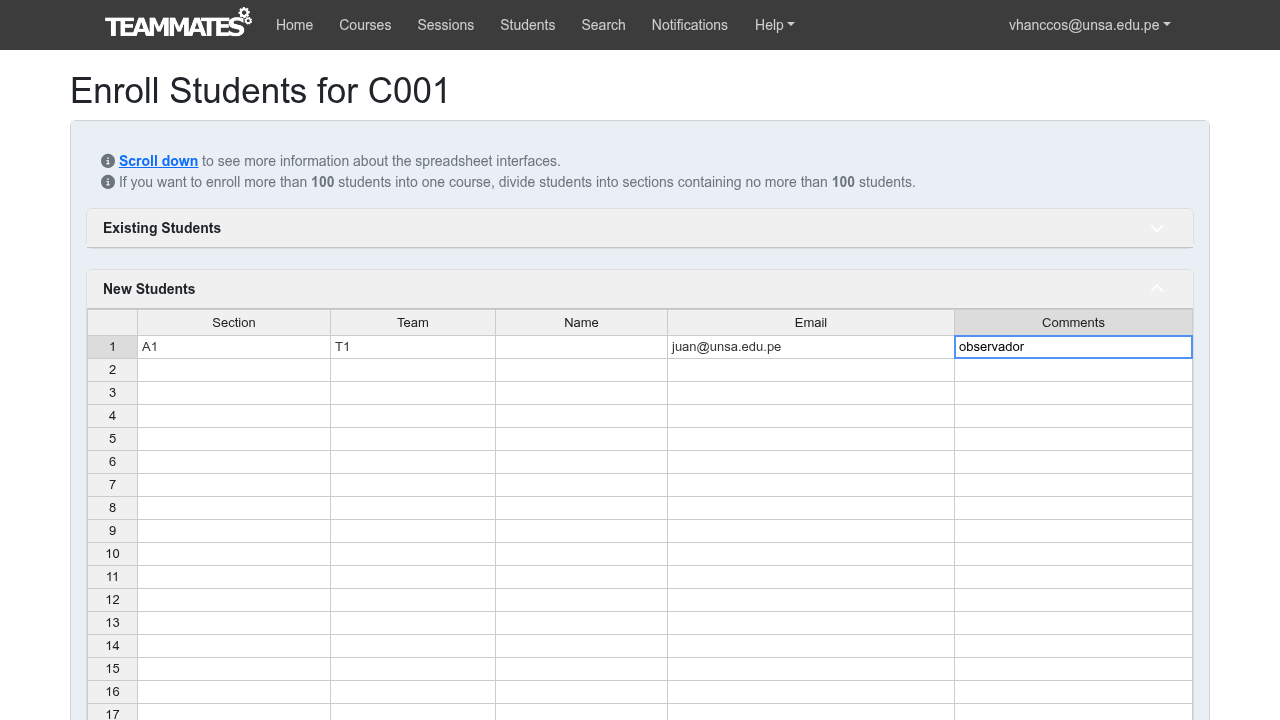 TEAMMATES Home Courses Sessions Students Search Notifications Help vhanccos@unsa.edu.pe
Enroll Students for C001
Scroll down to see more information about the spreadsheet interfaces.
If you want to enroll more than 100 students into one course, divide students into sections containing no more than 100 students.
Existing Students
New Students
Section Team Name Email Comments
1 A1 T1 juan@unsa.edu.pe observador
2
3
4
5
6
7
8
9
10
11
12
13
14
15
16
17